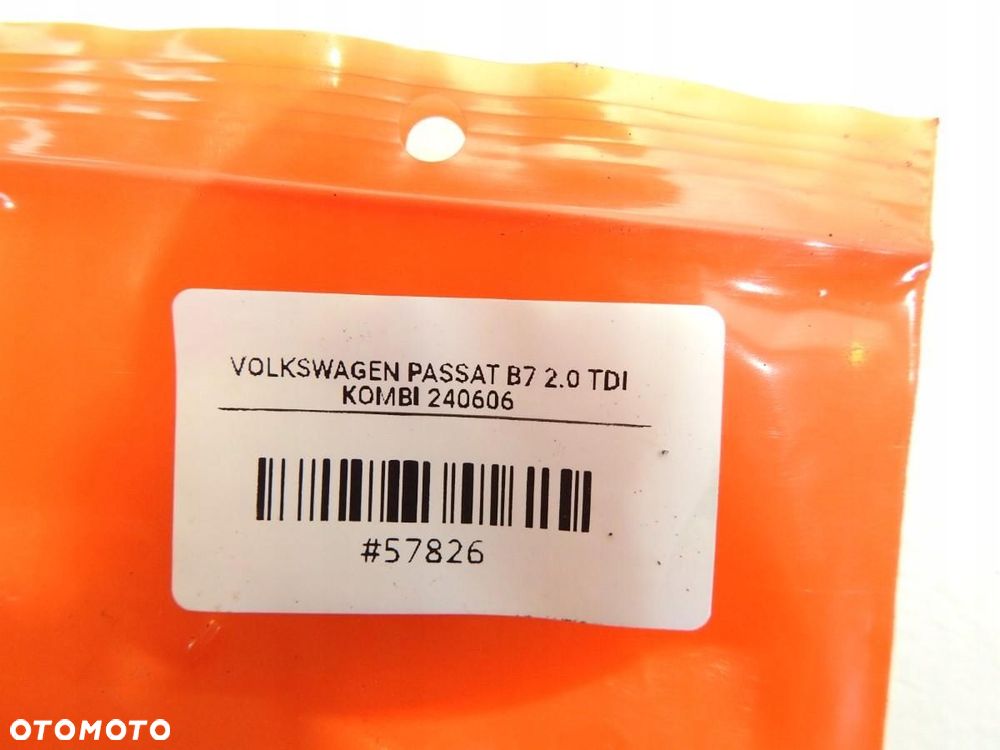 VOLKSWAGEN PASSAT B7 2.0 TDI
KOMBI 240606
#57826
OTOMOTO